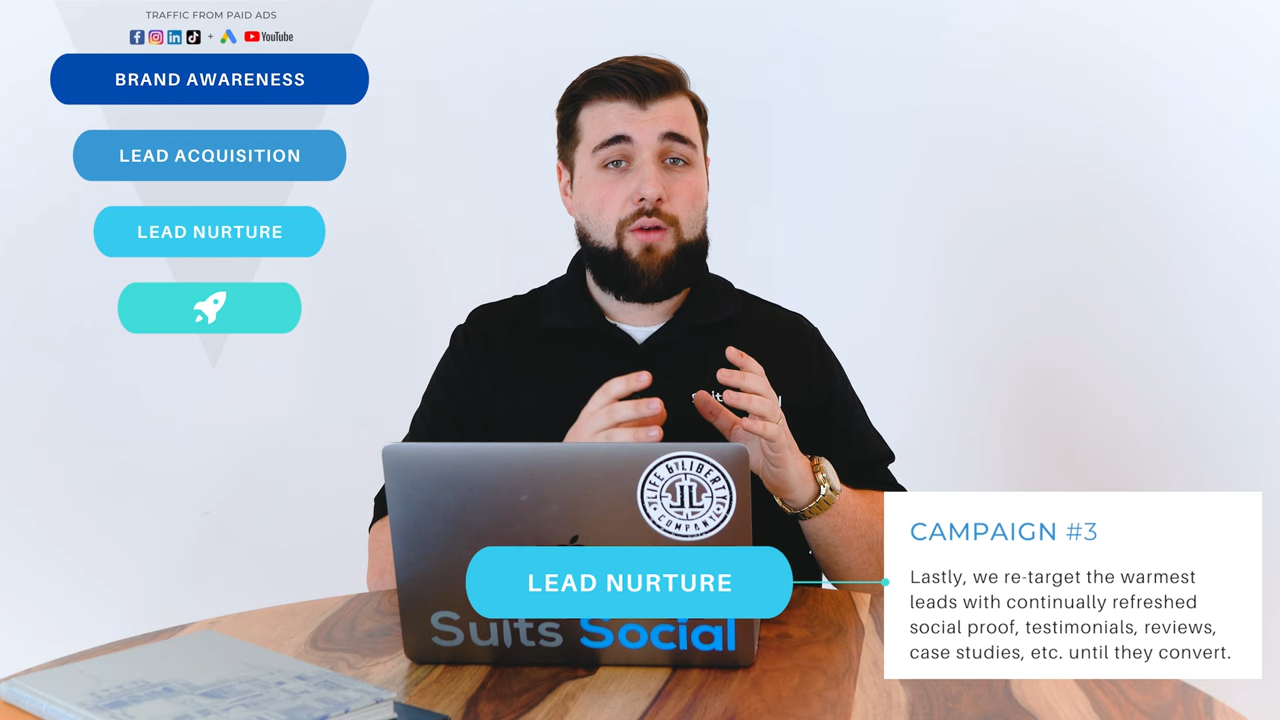 TRAFFIC FROM PAID ADS
+ YouTube
BRAND AWARENESS
LEAD ACQUISITION
LEAD NURTURE
LIFE & LIBERTY
JL
COMPANY
LEAD NURTURE
Suits Social
CAMPAIGN #3
Lastly, we re-target the warmest
leads with continually refreshed
social proof, testimonials, reviews,
case studies, etc. until they convert.